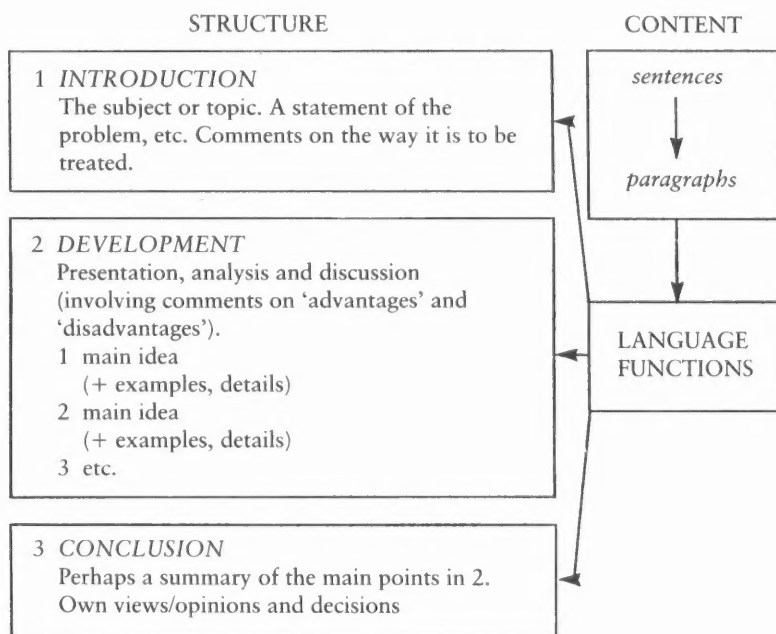 STRUCTURE
1 INTRODUCTION
The subject or topic. A statement of the
problem, etc. Comments on the way it is to be
treated.
2 DEVELOPMENT
Presentation, analysis and discussion
(involving comments on ‘advantages’ and
‘disadvantages’).
1 main idea
(+ examples, details)
2 main idea
(+ examples, details)
3 etc.
3 CONCLUSION
Perhaps a summary of the main points in 2.
Own views/opinions and decisions
CONTENT
sentences
paragraphs
LANGUAGE
FUNCTIONS